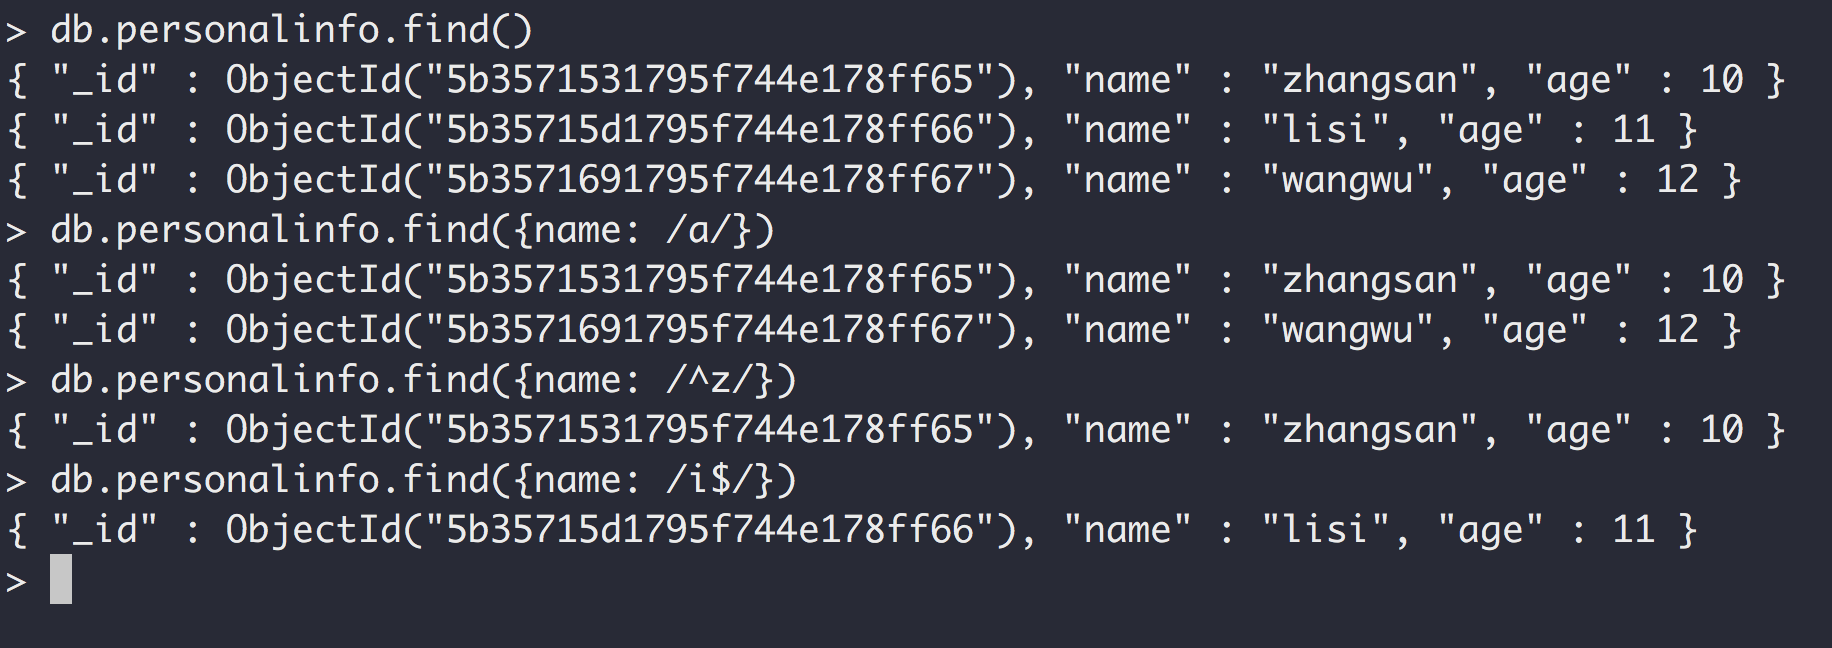 > db.personalinfo.find()
{ "_id" : ObjectId("5b3571531795f744e178ff65"), "name" : "zhangsan", "age" : 10 }
{ "_id" : ObjectId("5b35715d1795f744e178ff66"), "name" : "lisi", "age" : 11 }
{ "_id" : ObjectId("5b3571691795f744e178ff67"), "name" : "wangwu", "age" : 12 }
> db.personalinfo.find({name: /a/})
{ "_id" : ObjectId("5b3571531795f744e178ff65"), "name" : "zhangsan", "age" : 10 }
{ "_id" : ObjectId("5b3571691795f744e178ff67"), "name" : "wangwu", "age" : 12 }
> db.personalinfo.find({name: /^z/})
{ "_id" : ObjectId("5b3571531795f744e178ff65"), "name" : "zhangsan", "age" : 10 }
> db.personalinfo.find({name: /i$/})
{ "_id" : ObjectId("5b35715d1795f744e178ff66"), "name" : "lisi", "age" : 11 }
>